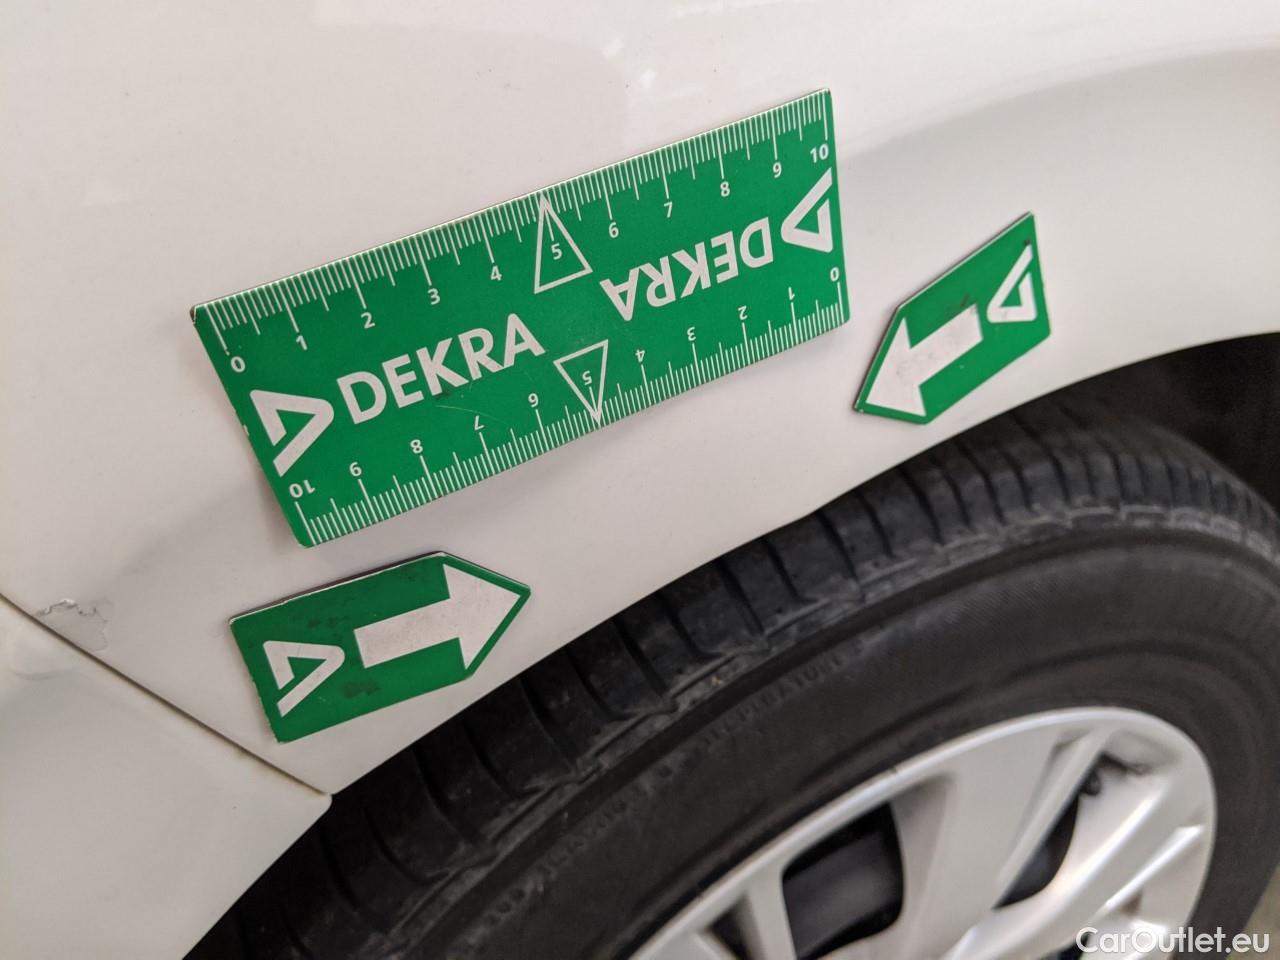 0 1 2 3 4 5 6 7 8 9 10
DEKRA
DEKRA
0 1 2 3 4 5 6 7 8 9 10
TEMPERATURE
CarOutlet.eu